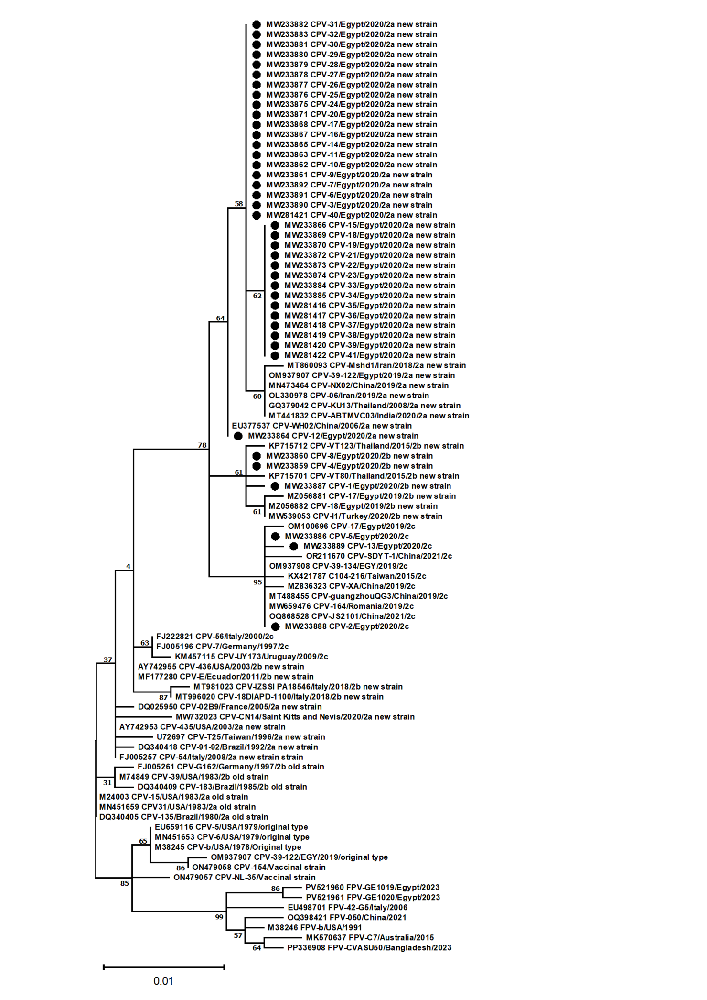 MW233882 CPV-31/Egypt/2020/2a new strain
MW233883 CPV-32/Egypt/2020/2a new strain
MW233881 CPV-30/Egypt/2020/2a new strain
MW233880 CPV-29/Egypt/2020/2a new strain
MW233879 CPV-28/Egypt/2020/2a new strain
MW233878 CPV-27/Egypt/2020/2a new strain
MW233877 CPV-26/Egypt/2020/2a new strain
MW233876 CPV-25/Egypt/2020/2a new strain
MW233875 CPV-24/Egypt/2020/2a new strain
MW233871 CPV-20/Egypt/2020/2a new strain
MW233868 CPV-17/Egypt/2020/2a new strain
MW233867 CPV-16/Egypt/2020/2a new strain
MW233865 CPV-14/Egypt/2020/2a new strain
MW233863 CPV-11/Egypt/2020/2a new strain
MW233862 CPV-10/Egypt/2020/2a new strain
MW233861 CPV-9/Egypt/2020/2a new strain
MW233892 CPV-7/Egypt/2020/2a new strain
MW233891 CPV-6/Egypt/2020/2a new strain
58
MW233890 CPV-3/Egypt/2020/2a new strain
MW281421 CPV-40/Egypt/2020/2a new strain
MW233866 CPV-15/Egypt/2020/2a new strain
MW233869 CPV-18/Egypt/2020/2a new strain
MW233870 CPV-19/Egypt/2020/2a new strain
MW233872 CPV-21/Egypt/2020/2a new strain
MW233873 CPV-22/Egypt/2020/2a new strain
MW233874 CPV-23/Egypt/2020/2a new strain
MW233884 CPV-33/Egypt/2020/2a new strain
62
MW233885 CPV-34/Egypt/2020/2a new strain
MW281416 CPV-35/Egypt/2020/2a new strain
64
MW281417 CPV-36/Egypt/2020/2a new strain
MW281418 CPV-37/Egypt/2020/2a new strain
MW281419 CPV-38/Egypt/2020/2a new strain
MW281420 CPV-39/Egypt/2020/2a new strain
MW281422 CPV-41/Egypt/2020/2a new strain
MT860093 CPV-Mshd1/Iran/2018/2a new strain
OM937907 CPV-39-122/Egypt/2019/2a new strain
MN473464 CPV-NX02/China/2019/2a new strain
60
OL330978 CPV-06/Iran/2019/2a new strain
GQ379042 CPV-KU13/Thailand/2008/2a new strain
MT441832 CPV-ABTMVC03/India/2020/2a new strain
EU377537 CPV-WH02/China/2006/2a new strain
MW233864 CPV-12/Egypt/2020/2a new strain
78
KP715712 CPV-VT123/Thailand/2015/2b new strain
MW233860 CPV-8/Egypt/2020/2b new strain
MW233859 CPV-4/Egypt/2020/2b new strain
61
KP715701 CPV-VT80/Thailand/2015/2b new strain
MW233887 CPV-1/Egypt/2020/2b new strain
MZ056881 CPV-17/Egypt/2019/2b new strain
MZ056882 CPV-18/Egypt/2019/2b new strain
61
MW539053 CPV-I1/Turkey/2020/2b new strain
OM100696 CPV-17/Egypt/2019/2c
MW233886 CPV-5/Egypt/2020/2c
MW233889 CPV-13/Egypt/2020/2c
OR211670 CPV-SDYT-1/China/2021/2c
4
OM937908 CPV-39-134/EGY/2019/2c
KX421787 C104-216/Taiwan/2015/2c
95
MZ836323 CPV-XA/China/2019/2c
MT488455 CPV-guangzhouQG3/China/2019/2c
MW659476 CPV-164/Romania/2019/2c
OQ868528 CPV-JS2101/China/2021/2c
MW233888 CPV-2/Egypt/2020/2c
FJ222821 CPV-56/Italy/2000/2c
63
FJ005196 CPV-7/Germany/1997/2c
KM457115 CPV-UY173/Uruguay/2009/2c
37
AY742955 CPV-436/USA/2003/2b new strain
MF177280 CPV-E/Ecuador/2011/2b new strain
MT981023 CPV-IZSSI PA18546/Italy/2018/2b new strain
87
MT996020 CPV-18DIAPD-1100/Italy/2018/2b new strain
DQ025950 CPV-02B9/France/2005/2a new strain
MW732023 CPV-CN14/Saint Kitts and Nevis/2020/2a new strain
AY742953 CPV-435/USA/2003/2a new strain
U72697 CPV-T25/Taiwan/1996/2a new strain
DQ340418 CPV-91-92/Brazil/1992/2a new strain
FJ005257 CPV-54/Italy/2008/2a new strain strain
FJ005261 CPV-G162/Germany/1997/2b old strain
M74849 CPV-39/USA/1983/2b old strain
31
DQ340409 CPV-183/Brazil/1985/2b old strain
M24003 CPV-15/USA/1983/2a old strain
MN451659 CPV31/USA/1983/2a old strain
DQ340405 CPV-135/Brazil/1980/2a old strain
EU659116 CPV-5/USA/1979/original type
65
MN451653 CPV-6/USA/1979/original type
M38245 CPV-b/USA/1978/Original type
OM937907 CPV-39-122/EGY/2019/original type
86
ON479058 CPV-154/Vaccinal strain
ON479057 CPV-NL-35/Vaccinal strain
85
86
PV521960 FPV-GE1019/Egypt/2023
PV521961 FPV-GE1020/Egypt/2023
EU498701 FPV-42-G5/Italy/2006
99
OQ398421 FPV-050/China/2021
M38246 FPV-b/USA/1991
57
MK570637 FPV-C7/Australia/2015
64
PP336908 FPV-CVASU50/Bangladesh/2023
0.01